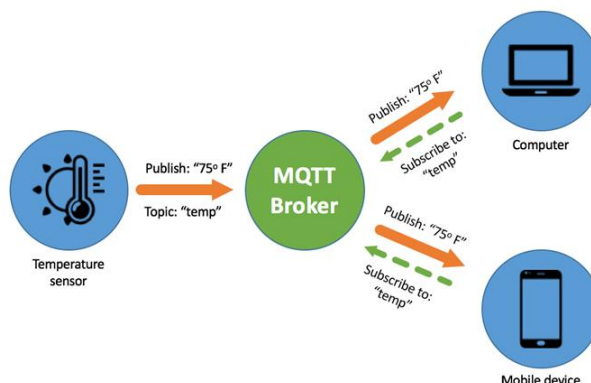 Publish: “75º F”
Topic: “temp”
Temperature
sensor
MQTT
Broker
Publish: “75º F”
Subscribe to:
“temp”
Computer
Publish: “75º F”
Subscribe to:
“temp”
Mobile device